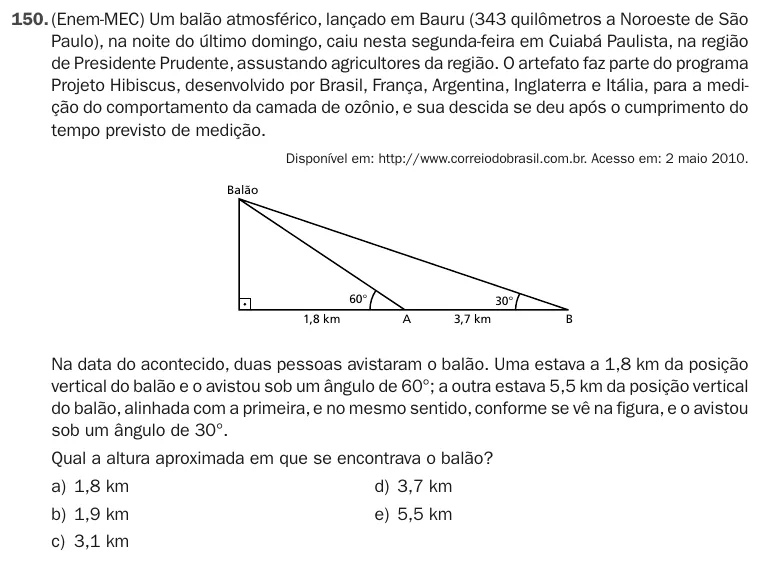 150. (Enem-MEC) Um balão atmosférico, lançado em Bauru (343 quilômetros a Noroeste de São
Paulo), na noite do último domingo, caiu nesta segunda-feira em Cuiabá Paulista, na região
de Presidente Prudente, assustando agricultores da região. O artefato faz parte do programa
Projeto Hibiscus, desenvolvido por Brasil, França, Argentina, Inglaterra e Itália, para a medi-
ção do comportamento da camada de ozônio, e sua descida se deu após o cumprimento do
tempo previsto de medição.
Disponível em: http://www.correiodobrasil.com.br. Acesso em: 2 maio 2010.
Balão
60° 30°
1,8 km A 3,7 km B
Na data do acontecido, duas pessoas avistaram o balão. Uma estava a 1,8 km da posição
vertical do balão e o avistou sob um ângulo de 60°; a outra estava 5,5 km da posição vertical
do balão, alinhada com a primeira, e no mesmo sentido, conforme se vê na figura, e o avistou
sob um ângulo de 30°.
Qual a altura aproximada em que se encontrava o balão?
a) 1,8 km d) 3,7 km
b) 1,9 km e) 5,5 km
c) 3,1 km